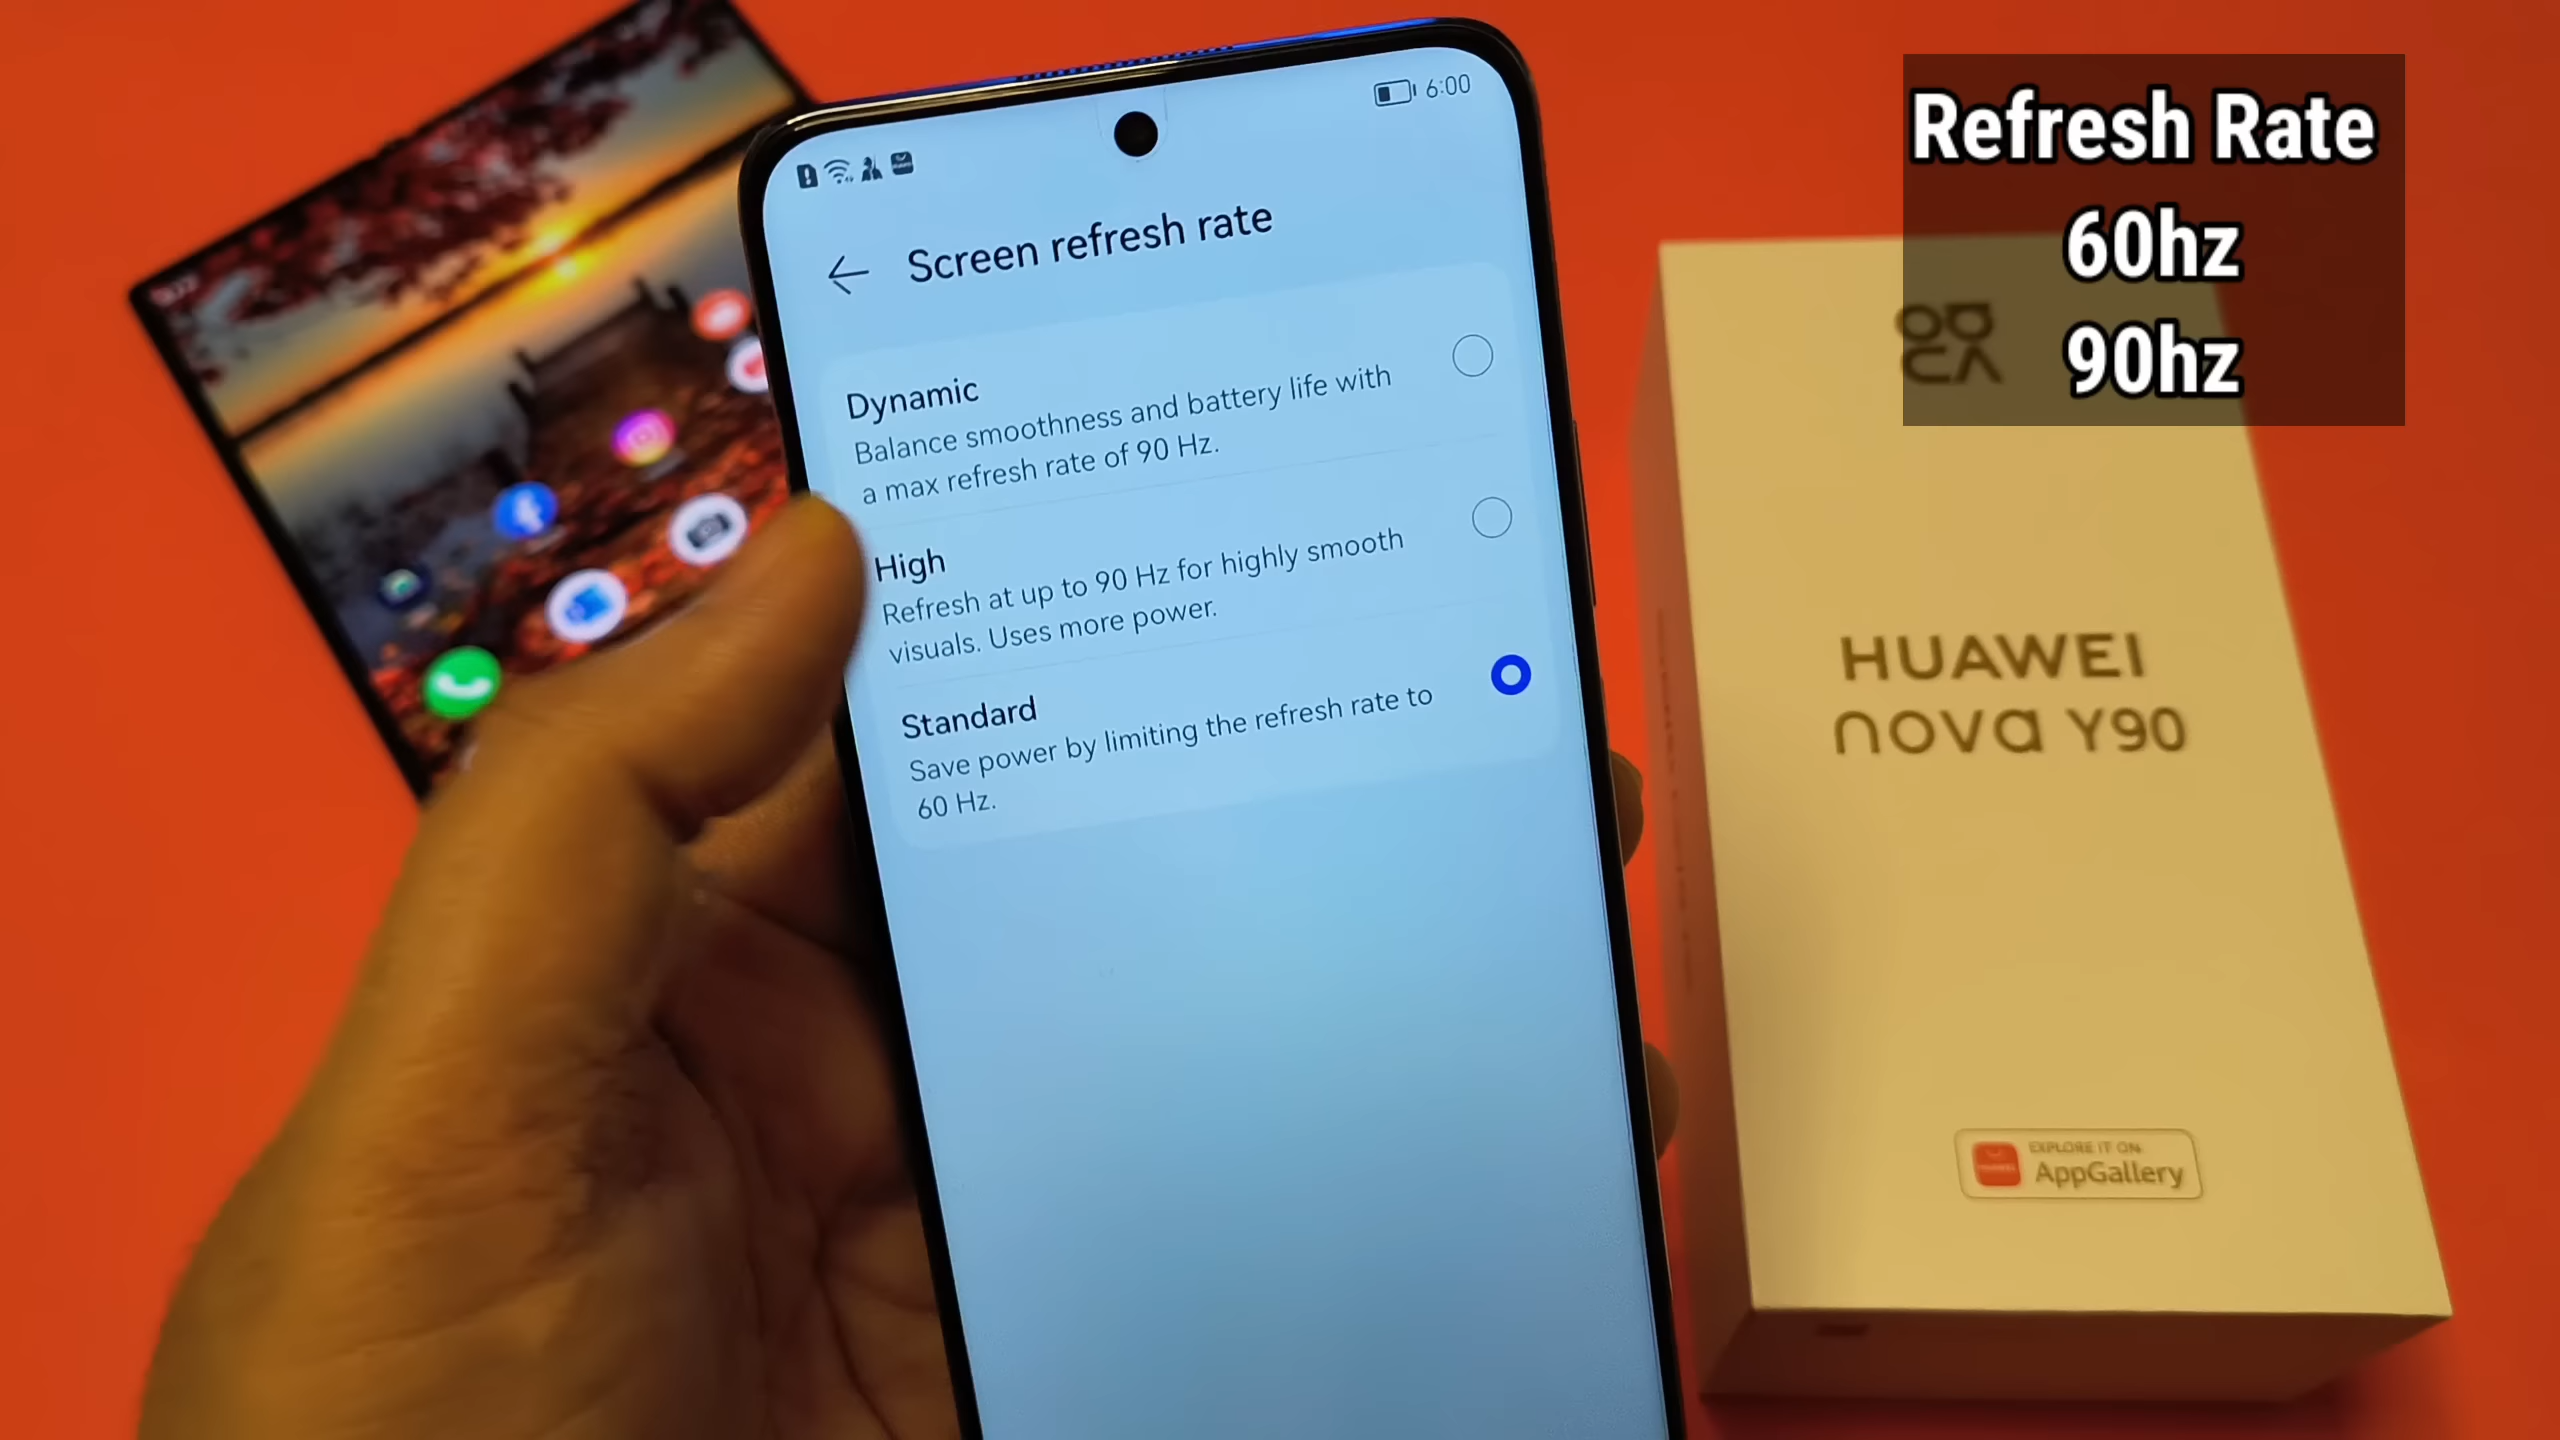 6:00
Screen refresh rate
Dynamic
Balance smoothness and battery life with
a max refresh rate of 90 Hz.
High
Refresh at up to 90 Hz for highly smooth
visuals. Uses more power.
Standard
Save power by limiting the refresh rate to
60 Hz.
Refresh Rate
60hz
90hz
HUAWEI
nova Y90
EXPLORE IT ON
AppGallery